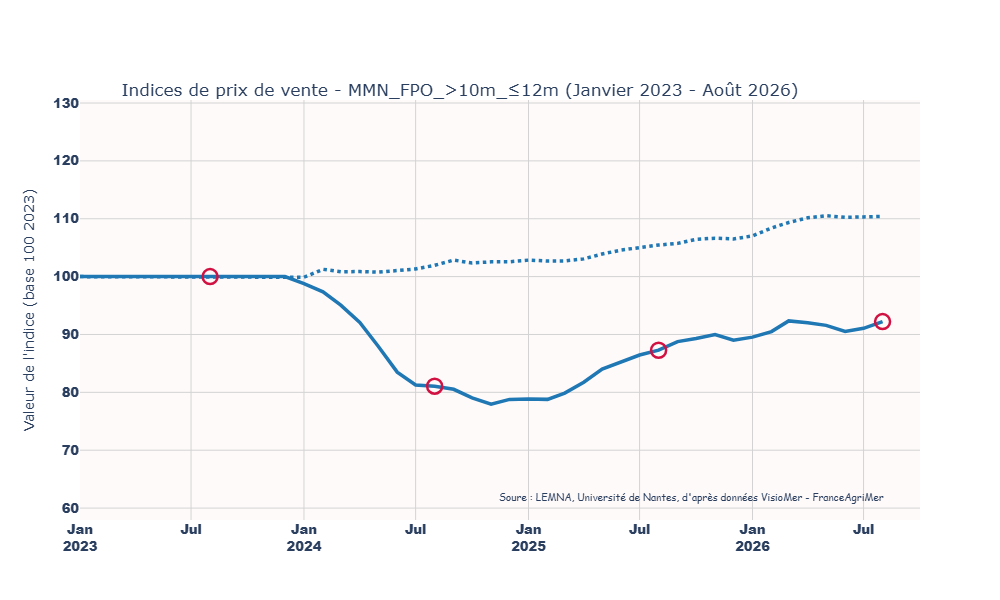 Indices de prix de vente - MMN_FPO_>10m_≤12m (Janvier 2023 - Août 2026)
Valeur de l'indice (base 100 2023)
130
120
110
100
90
80
70
60
Soure : LEMNA, Université de Nantes, d'après données VisioMer - FranceAgriMer
Jan Jul Jan Jul Jan Jul Jan Jul
2023 2024 2025 2026